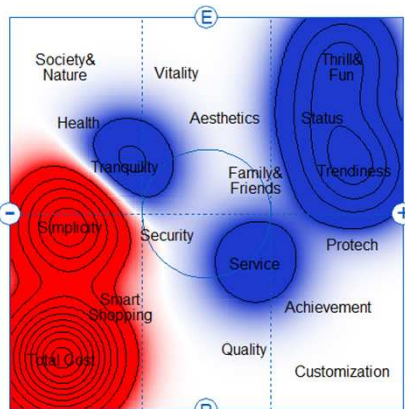 E
Society&
Nature
Vitality
Thrill&
Fun
Health
Aesthetics
Status
Tranquility
Family&
Friends
Trendiness
−
+
Simplicity
Security
Protech
Service
Smart
Shopping
Achievement
Quality
Total Cost
Customization